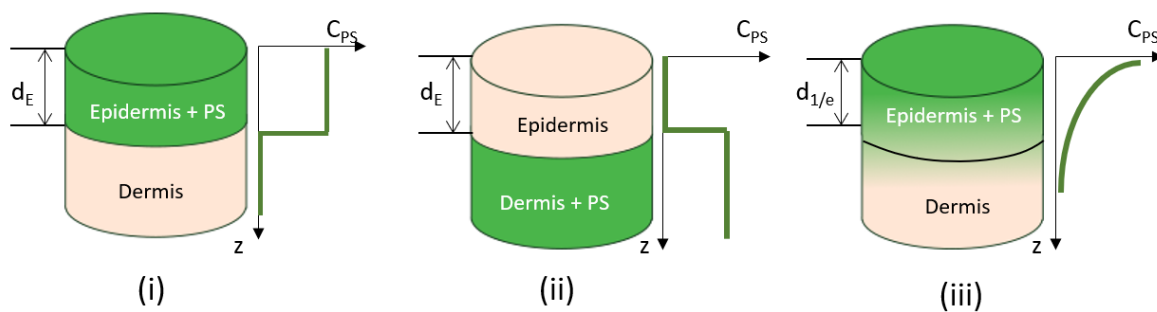 C_PS
d_E
Epidermis + PS
Dermis
z
(i)
C_PS
d_E
Epidermis
Dermis + PS
z
(ii)
C_PS
d_1/e
Epidermis + PS
Dermis
z
(iii)